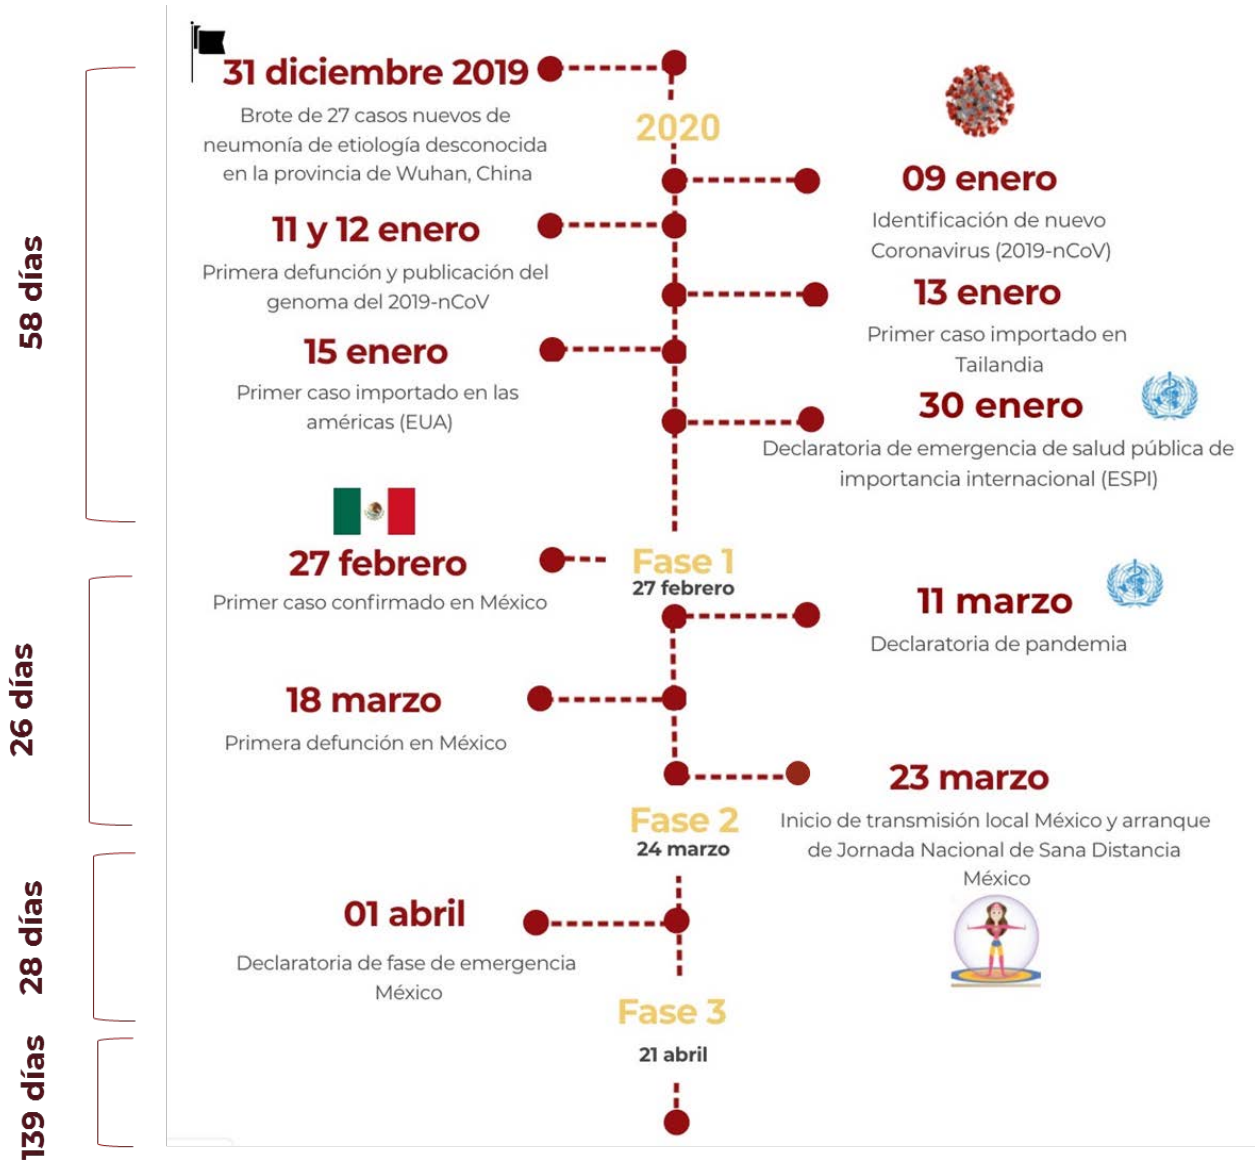 31 diciembre 2019
Brote de 27 casos nuevos de
neumonía de etiología desconocida
en la provincia de Wuhan, China
2020
09 enero
Identificación de nuevo
Coronavirus (2019-nCoV)
11 y 12 enero
Primera defunción y publicación del
genoma del 2019-nCoV
13 enero
Primer caso importado en
Tailandia
15 enero
Primer caso importado en las
américas (EUA)
30 enero
Declaratoria de emergencia de salud pública de
importancia internacional (ESPI)
58 días
27 febrero
Primer caso confirmado en México
Fase 1
27 febrero
11 marzo
Declaratoria de pandemia
18 marzo
Primera defunción en México
23 marzo
Inicio de transmisión local México y arranque
de Jornada Nacional de Sana Distancia
México
26 días
Fase 2
24 marzo
01 abril
Declaratoria de fase de emergencia
México
28 días
Fase 3
21 abril
139 días